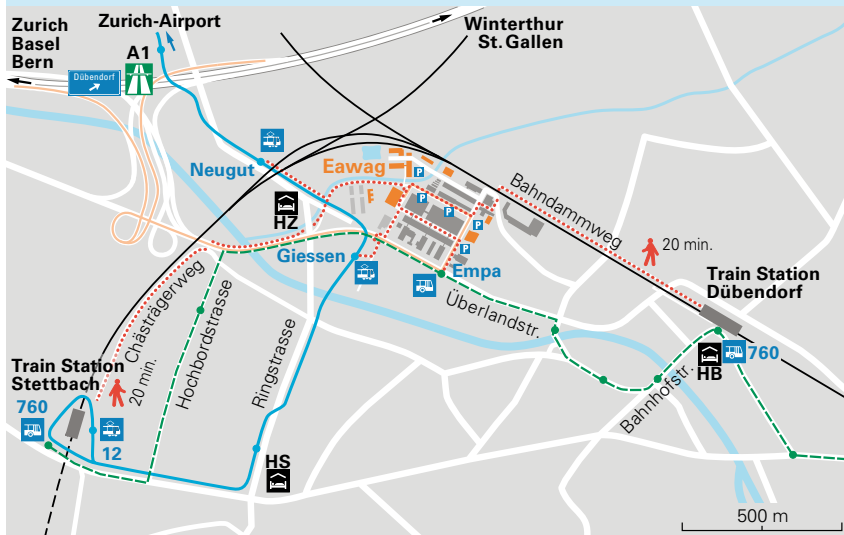 Zurich
Basel
Bern
Zurich-Airport
A1
Dübendorf
Winterthur
St. Gallen
Neugut
Eawag
P
P
P
P
P
P
HZ
Bahndammweg
20 min.
Giessen
Empa
Train Station
Dübendorf
Chästrägerweg
Hochbordstrasse
Ringstrasse
Überlandstr.
Train Station
Stettbach
20 min.
760
HB
Bahnhofstr.
760
12
HS
500 m